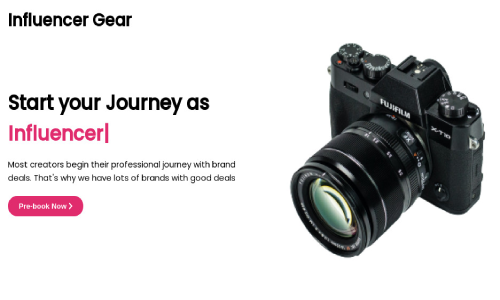 Influencer Gear
Start your Journey as
Influencer|
Most creators begin their professional journey with brand
deals. That's why we have lots of brands with good deals
Pre-book Now >
FUJIFILM
X-T10